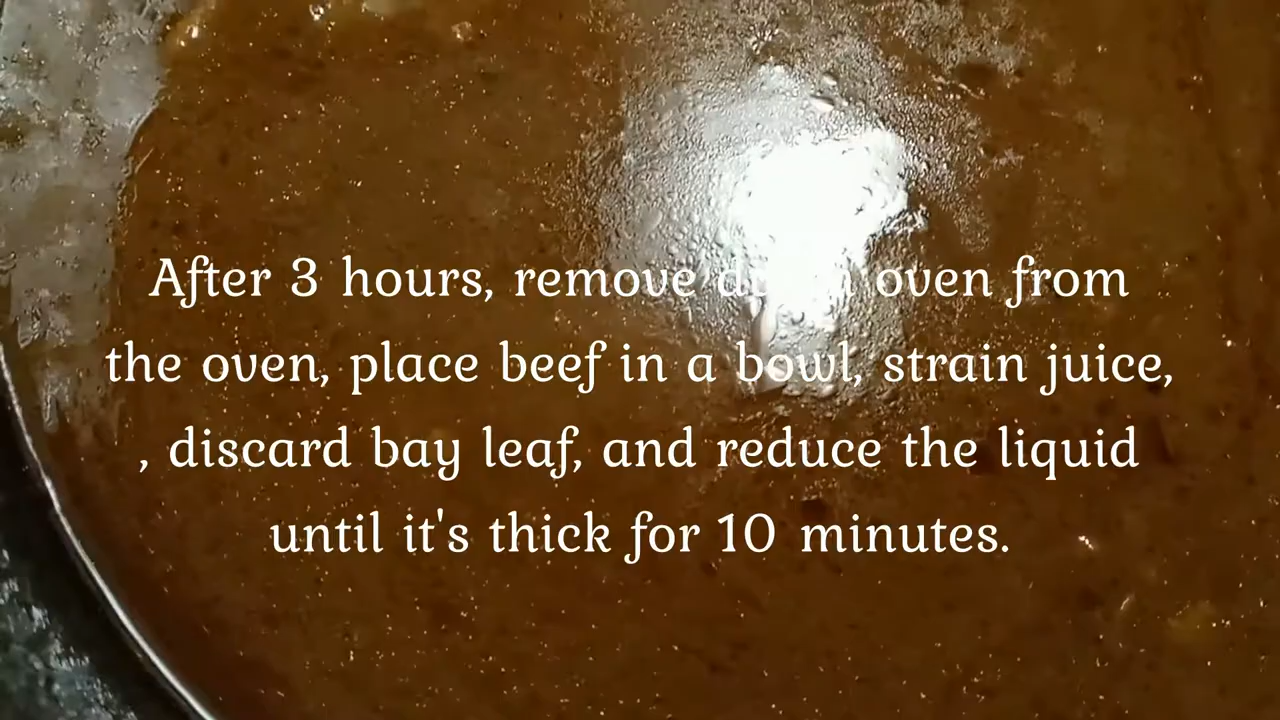 After 3 hours, remove oven from
the oven, place beef in a bowl, strain juice,
, discard bay leaf, and reduce the liquid
until it's thick for 10 minutes.